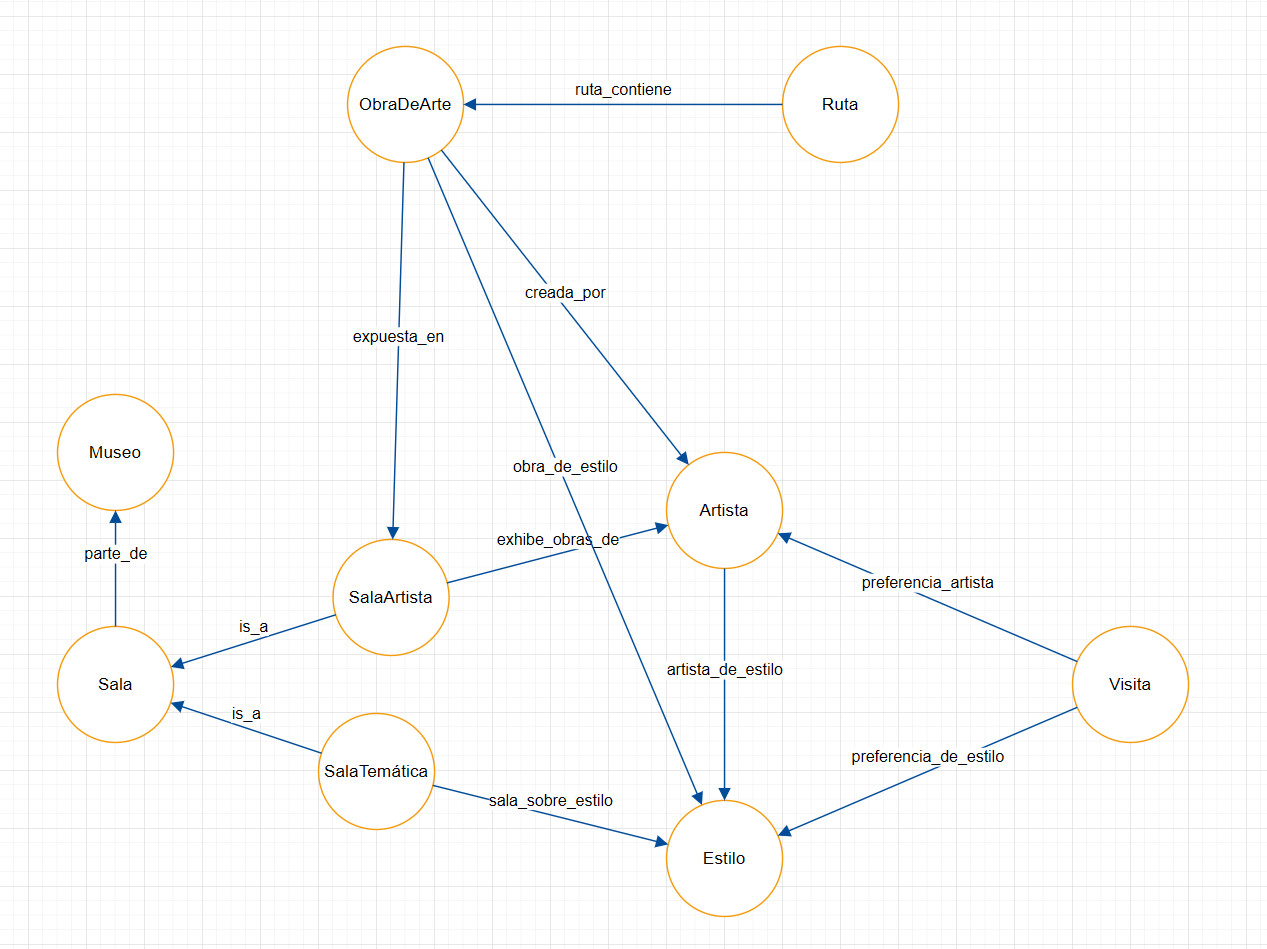 ruta_contiene
ObraDeArte
Ruta
creada_por
expuesta_en
Museo
obra_de_estilo
Artista
exhibe_obras_de
parte_de
preferencia_artista
SalaArtista
is_a
artista_de_estilo
Sala
Visita
is_a
preferencia_de_estilo
SalaTemática
sala_sobre_estilo
Estilo